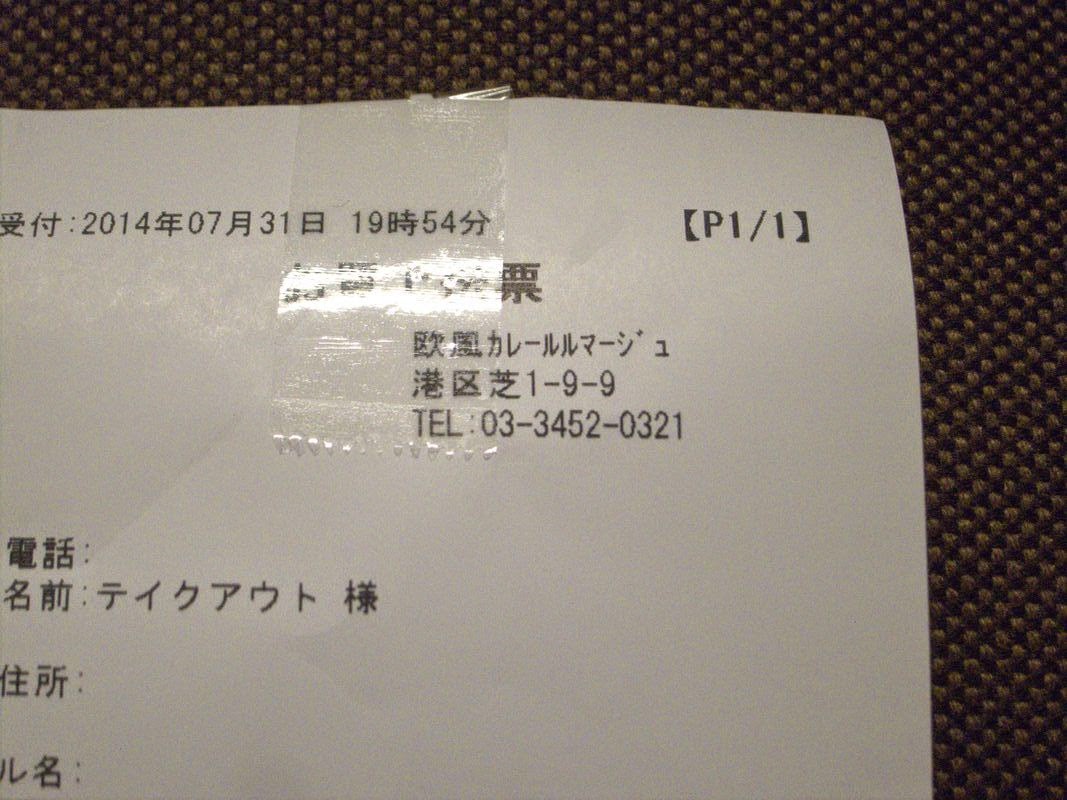 受付:2014年07月31日 19時54分 【P1/1】
票
欧風ｶﾚｰﾙﾙﾏｰｼﾞｭ
港区芝1-9-9
TEL:03-3452-0321
電話:
名前:テイクアウト 様
住所:
ル名: